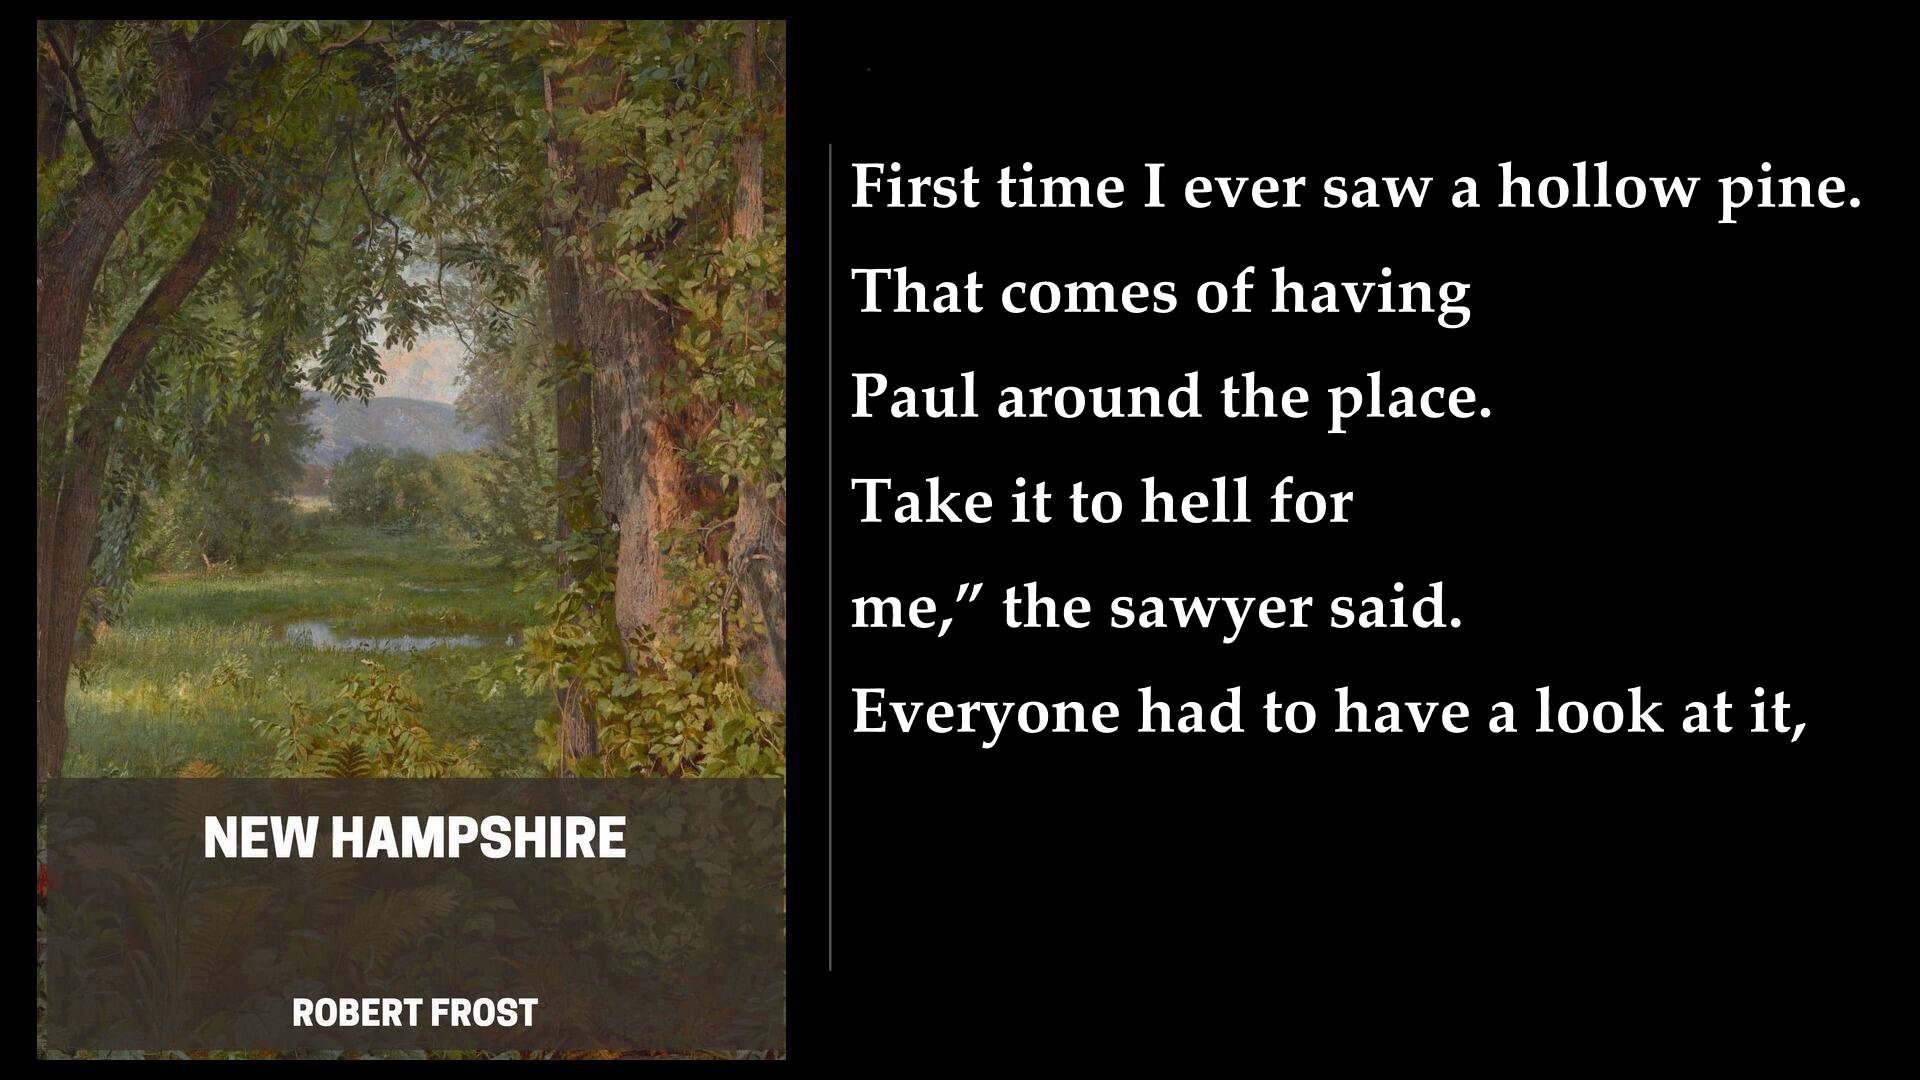 NEW HAMPSHIRE
ROBERT FROST
First time I ever saw a hollow pine.
That comes of having
Paul around the place.
Take it to hell for
me,” the sawyer said.
Everyone had to have a look at it,